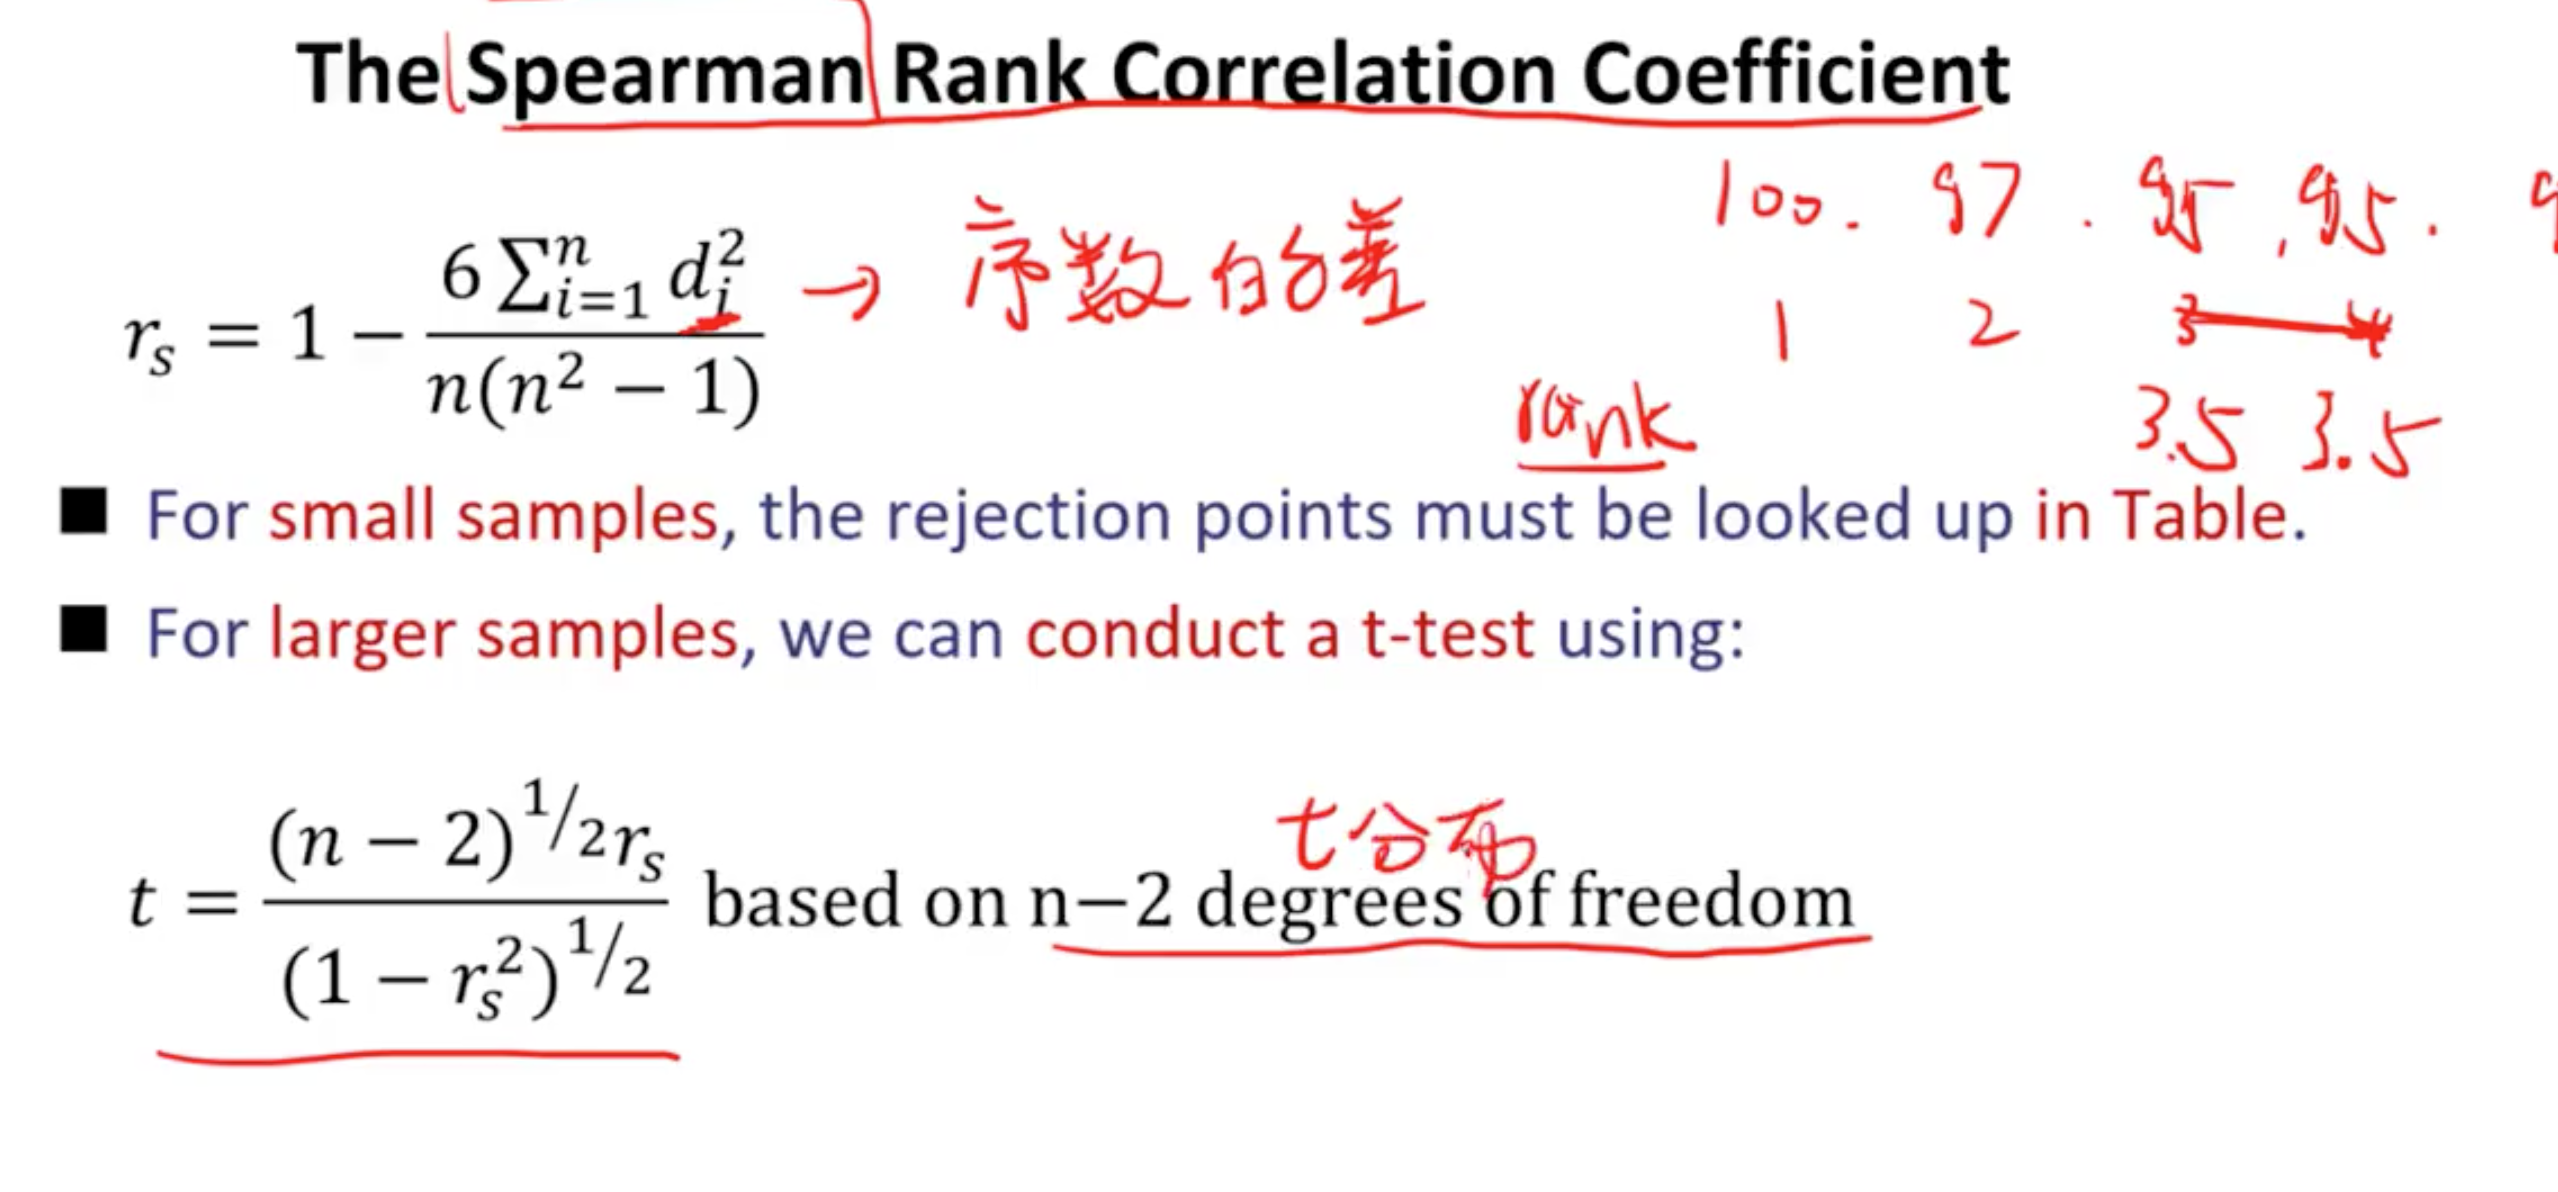 The Spearman Rank Correlation Coefficient
100. 97. 95, 95.
r_s = 1 − \frac{6 \sum_{i=1}^{n} d_i^2}{n(n^2 − 1)} → 序数的差
1 2 3 4
rank 3.5 3.5
■ For small samples, the rejection points must be looked up in Table.
■ For larger samples, we can conduct a t-test using:
t分布
t = \frac{(n − 2)^{1/2} r_s}{(1 − r_s^2)^{1/2}} based on n−2 degrees of freedom